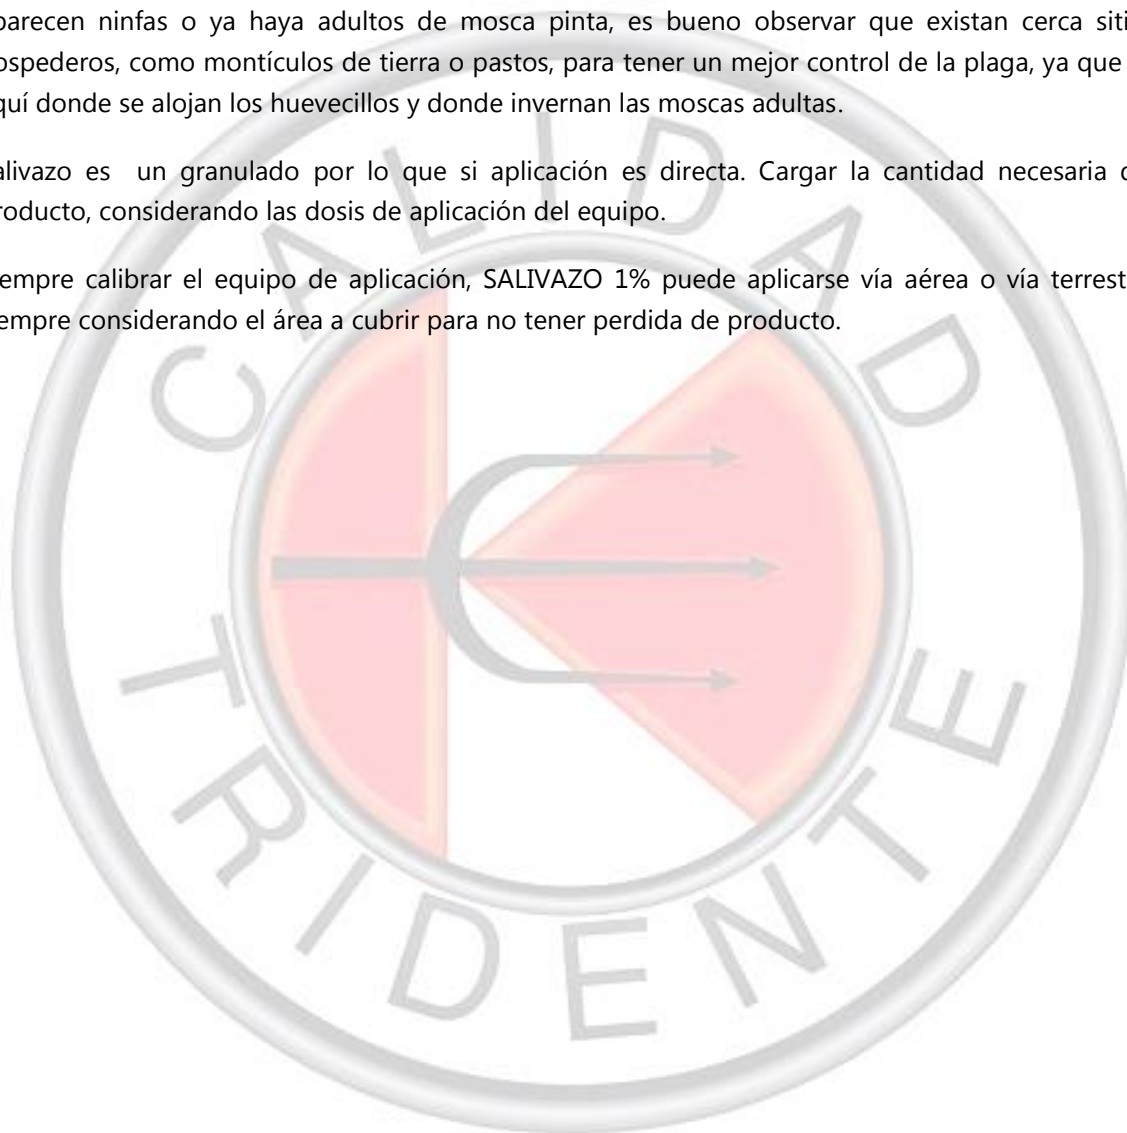 parecen ninfas o ya haya adultos de mosca pinta, es bueno observar que existan cerca siti
ospederos, como montículos de tierra o pastos, para tener un mejor control de la plaga, ya que
quí donde se alojan los huevecillos y donde invernan las moscas adultas.
alivazo es un granulado por lo que si aplicación es directa. Cargar la cantidad necesaria d
roducto, considerando las dosis de aplicación del equipo.
empre calibrar el equipo de aplicación, SALIVAZO 1% puede aplicarse vía aérea o vía terrest
empre considerando el área a cubrir para no tener perdida de producto.
CALIDAD
TRIDENTE